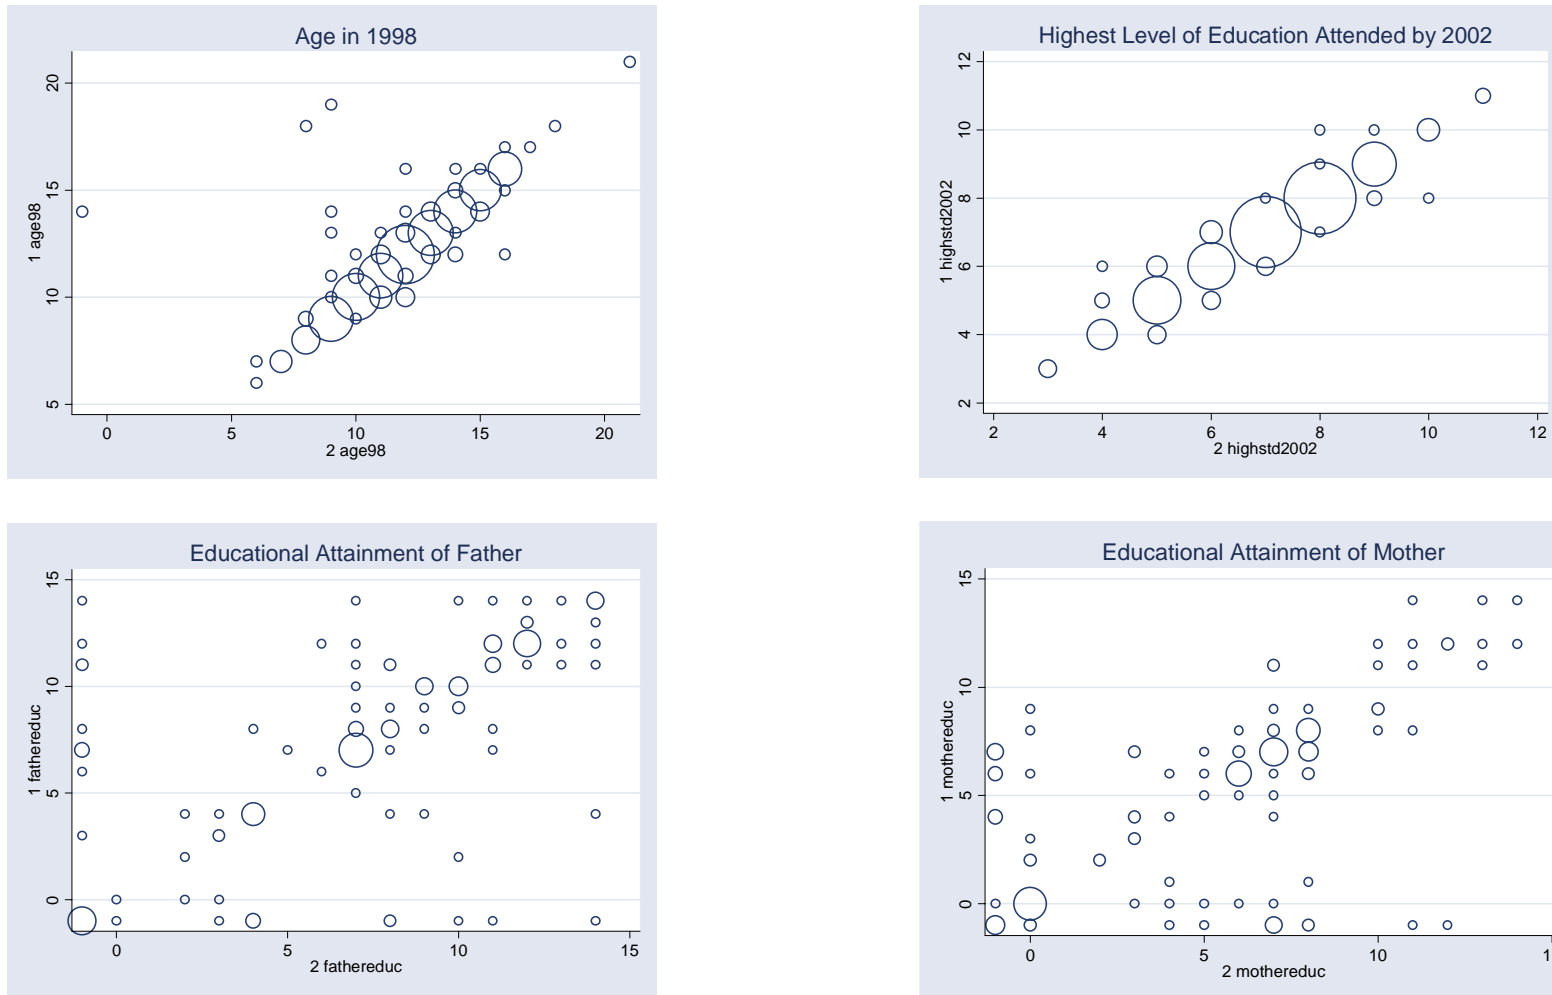 Age in 1998
20
15
10
5
1 age98
0 5 10 15 20
2 age98
Highest Level of Education Attended by 2002
12
10
8
6
4
2
1 highstd2002
2 4 6 8 10 12
2 highstd2002
Educational Attainment of Father
15
10
5
0
1 fathereduc
0 5 10 15
2 fathereduc
Educational Attainment of Mother
15
10
5
0
1 mothereduc
0 5 10 1
2 mothereduc